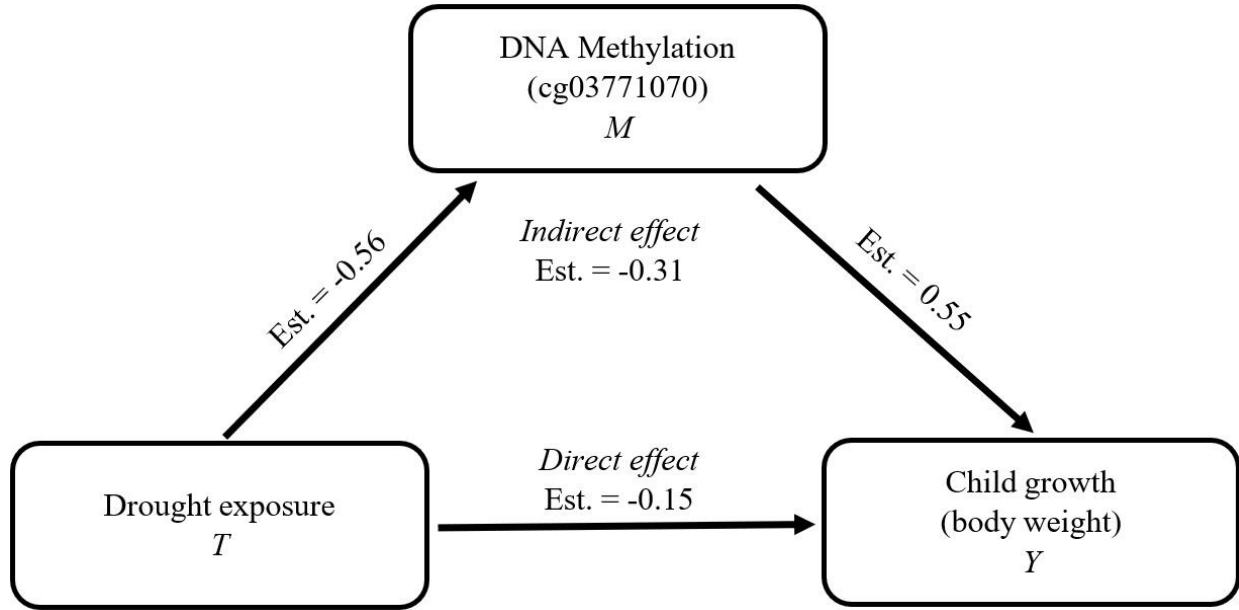 DNA Methylation
(cg03771070)
M
Indirect effect
Est. = -0.31
Est. = -0.56
Est. = 0.55
Direct effect
Est. = -0.15
Drought exposure
T
Child growth
(body weight)
Y